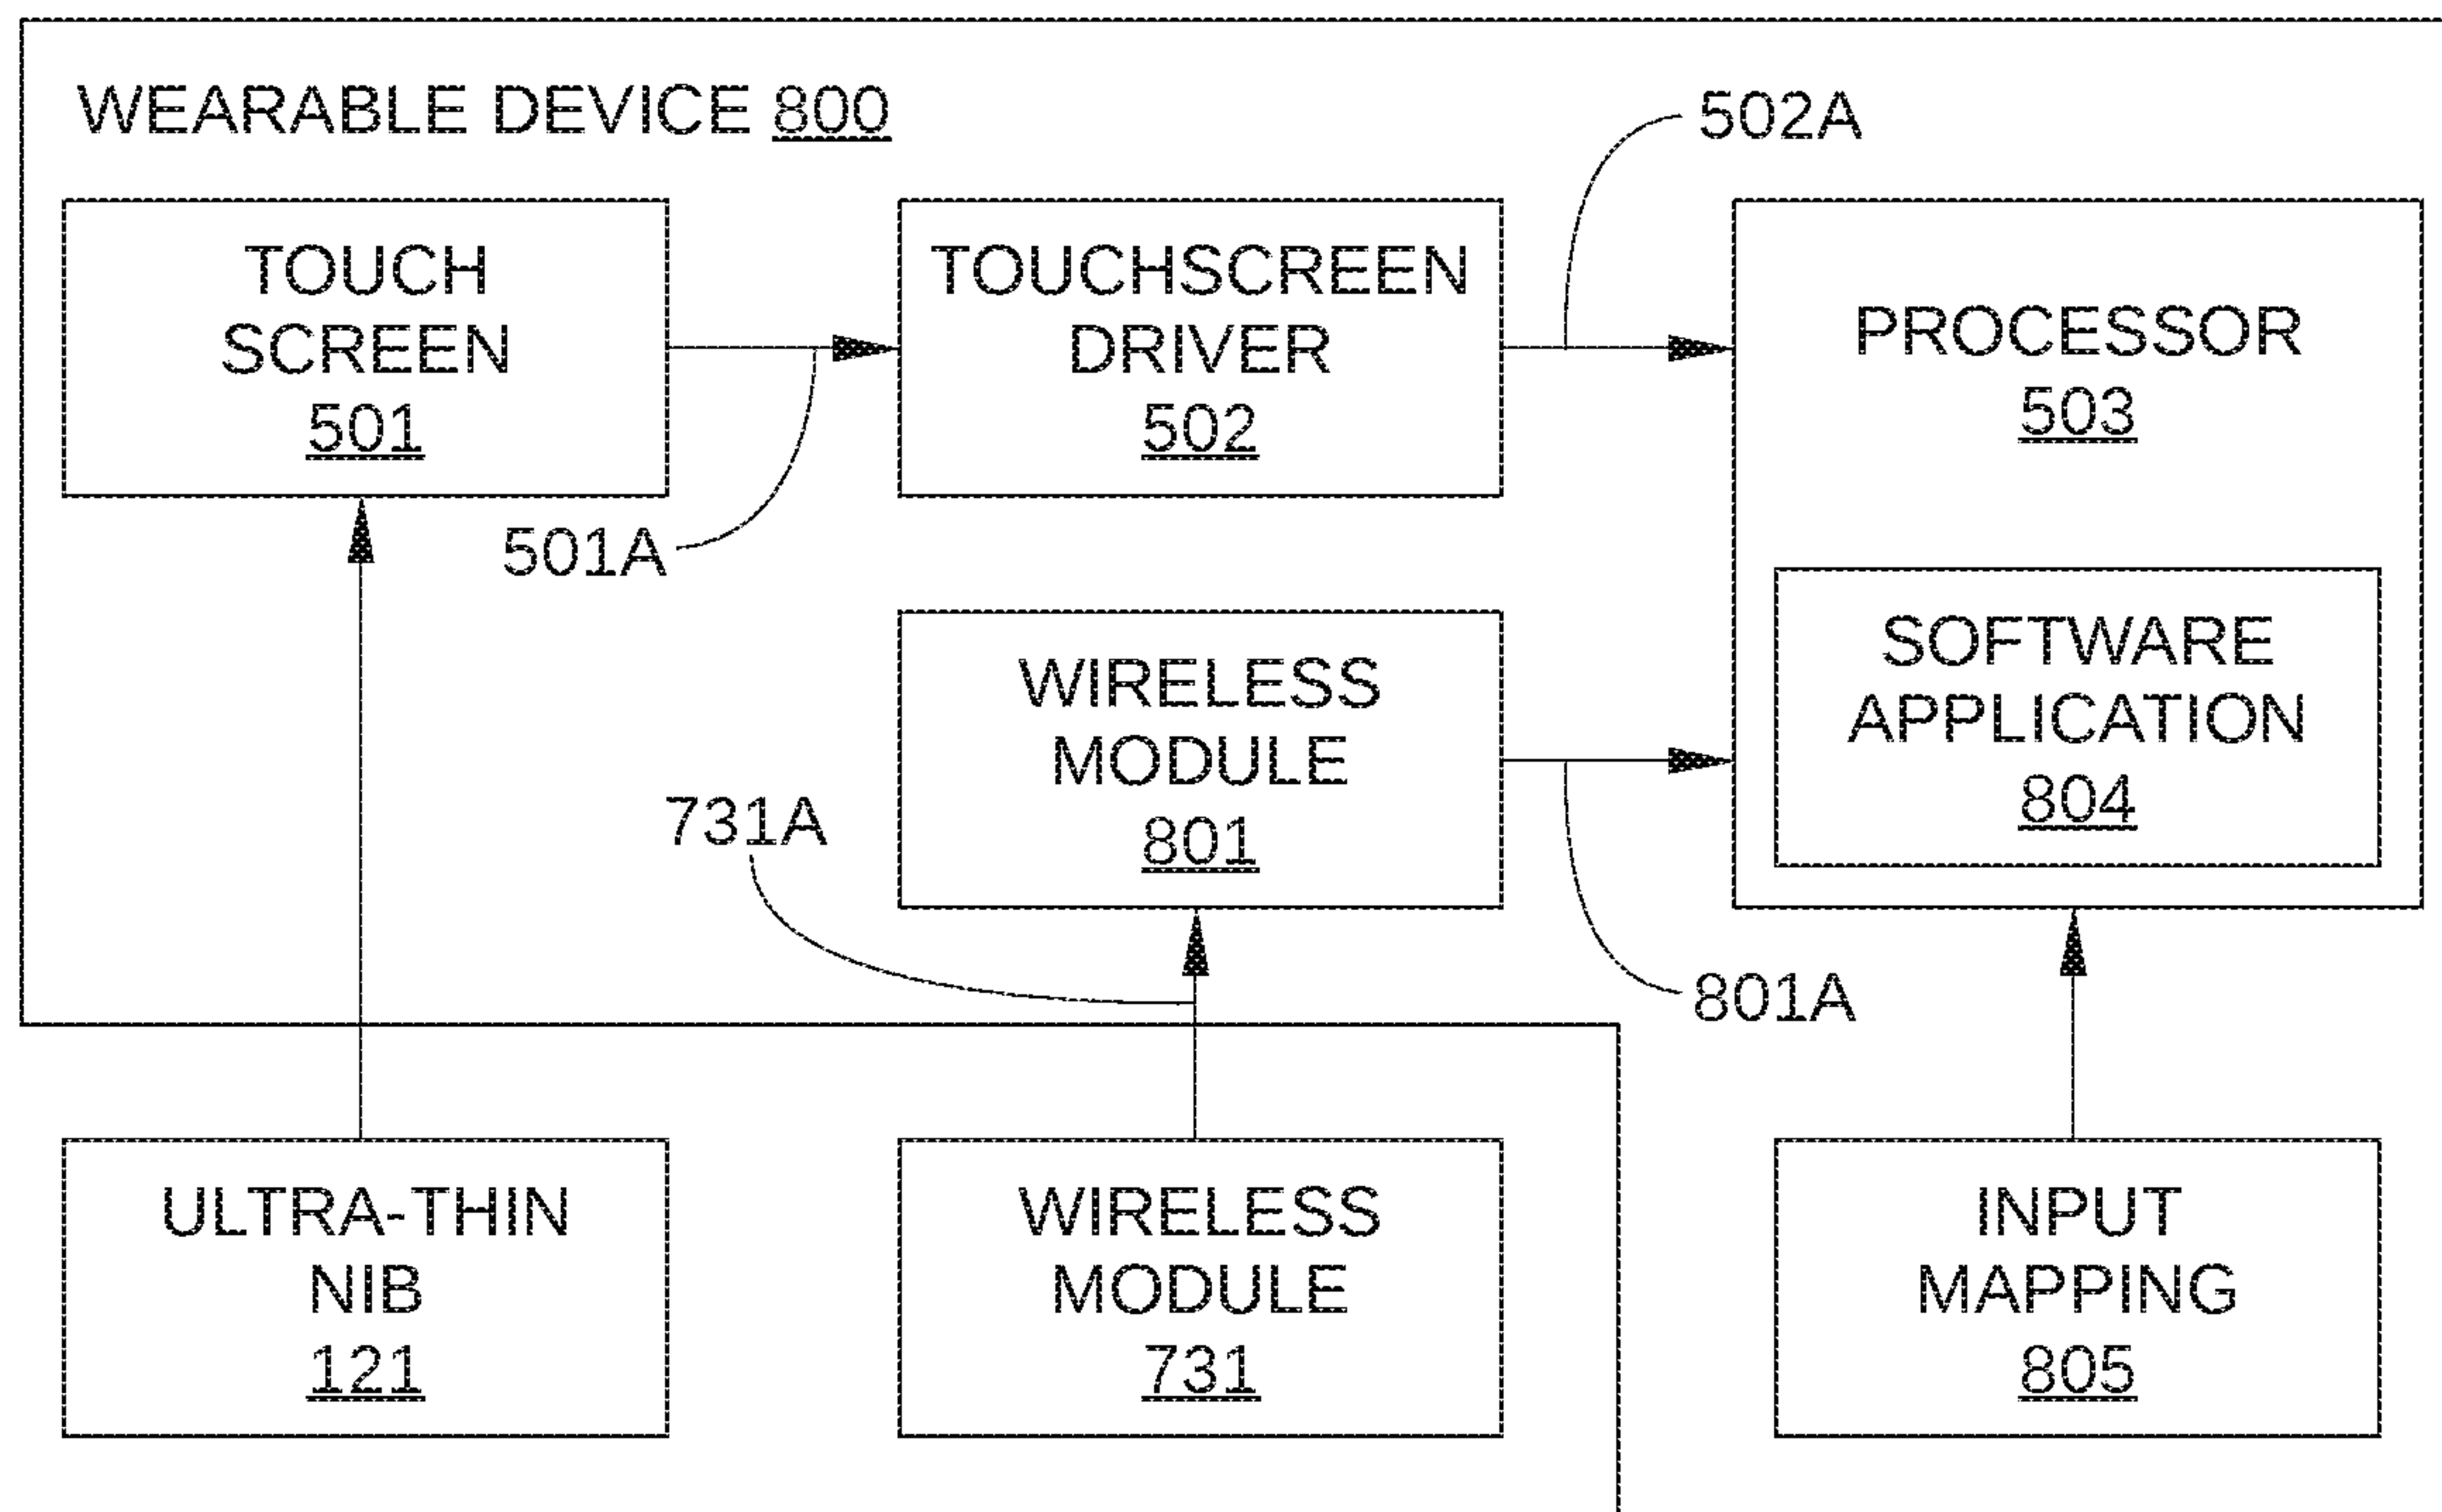 WEARABLE DEVICE 800
502A
TOUCH
SCREEN
501
TOUCHSCREEN
DRIVER
502
PROCESSOR
503
501A
WIRELESS
MODULE
801
SOFTWARE
APPLICATION
804
731A
801A
ULTRA-THIN
NIB
121
WIRELESS
MODULE
731
INPUT
MAPPING
805